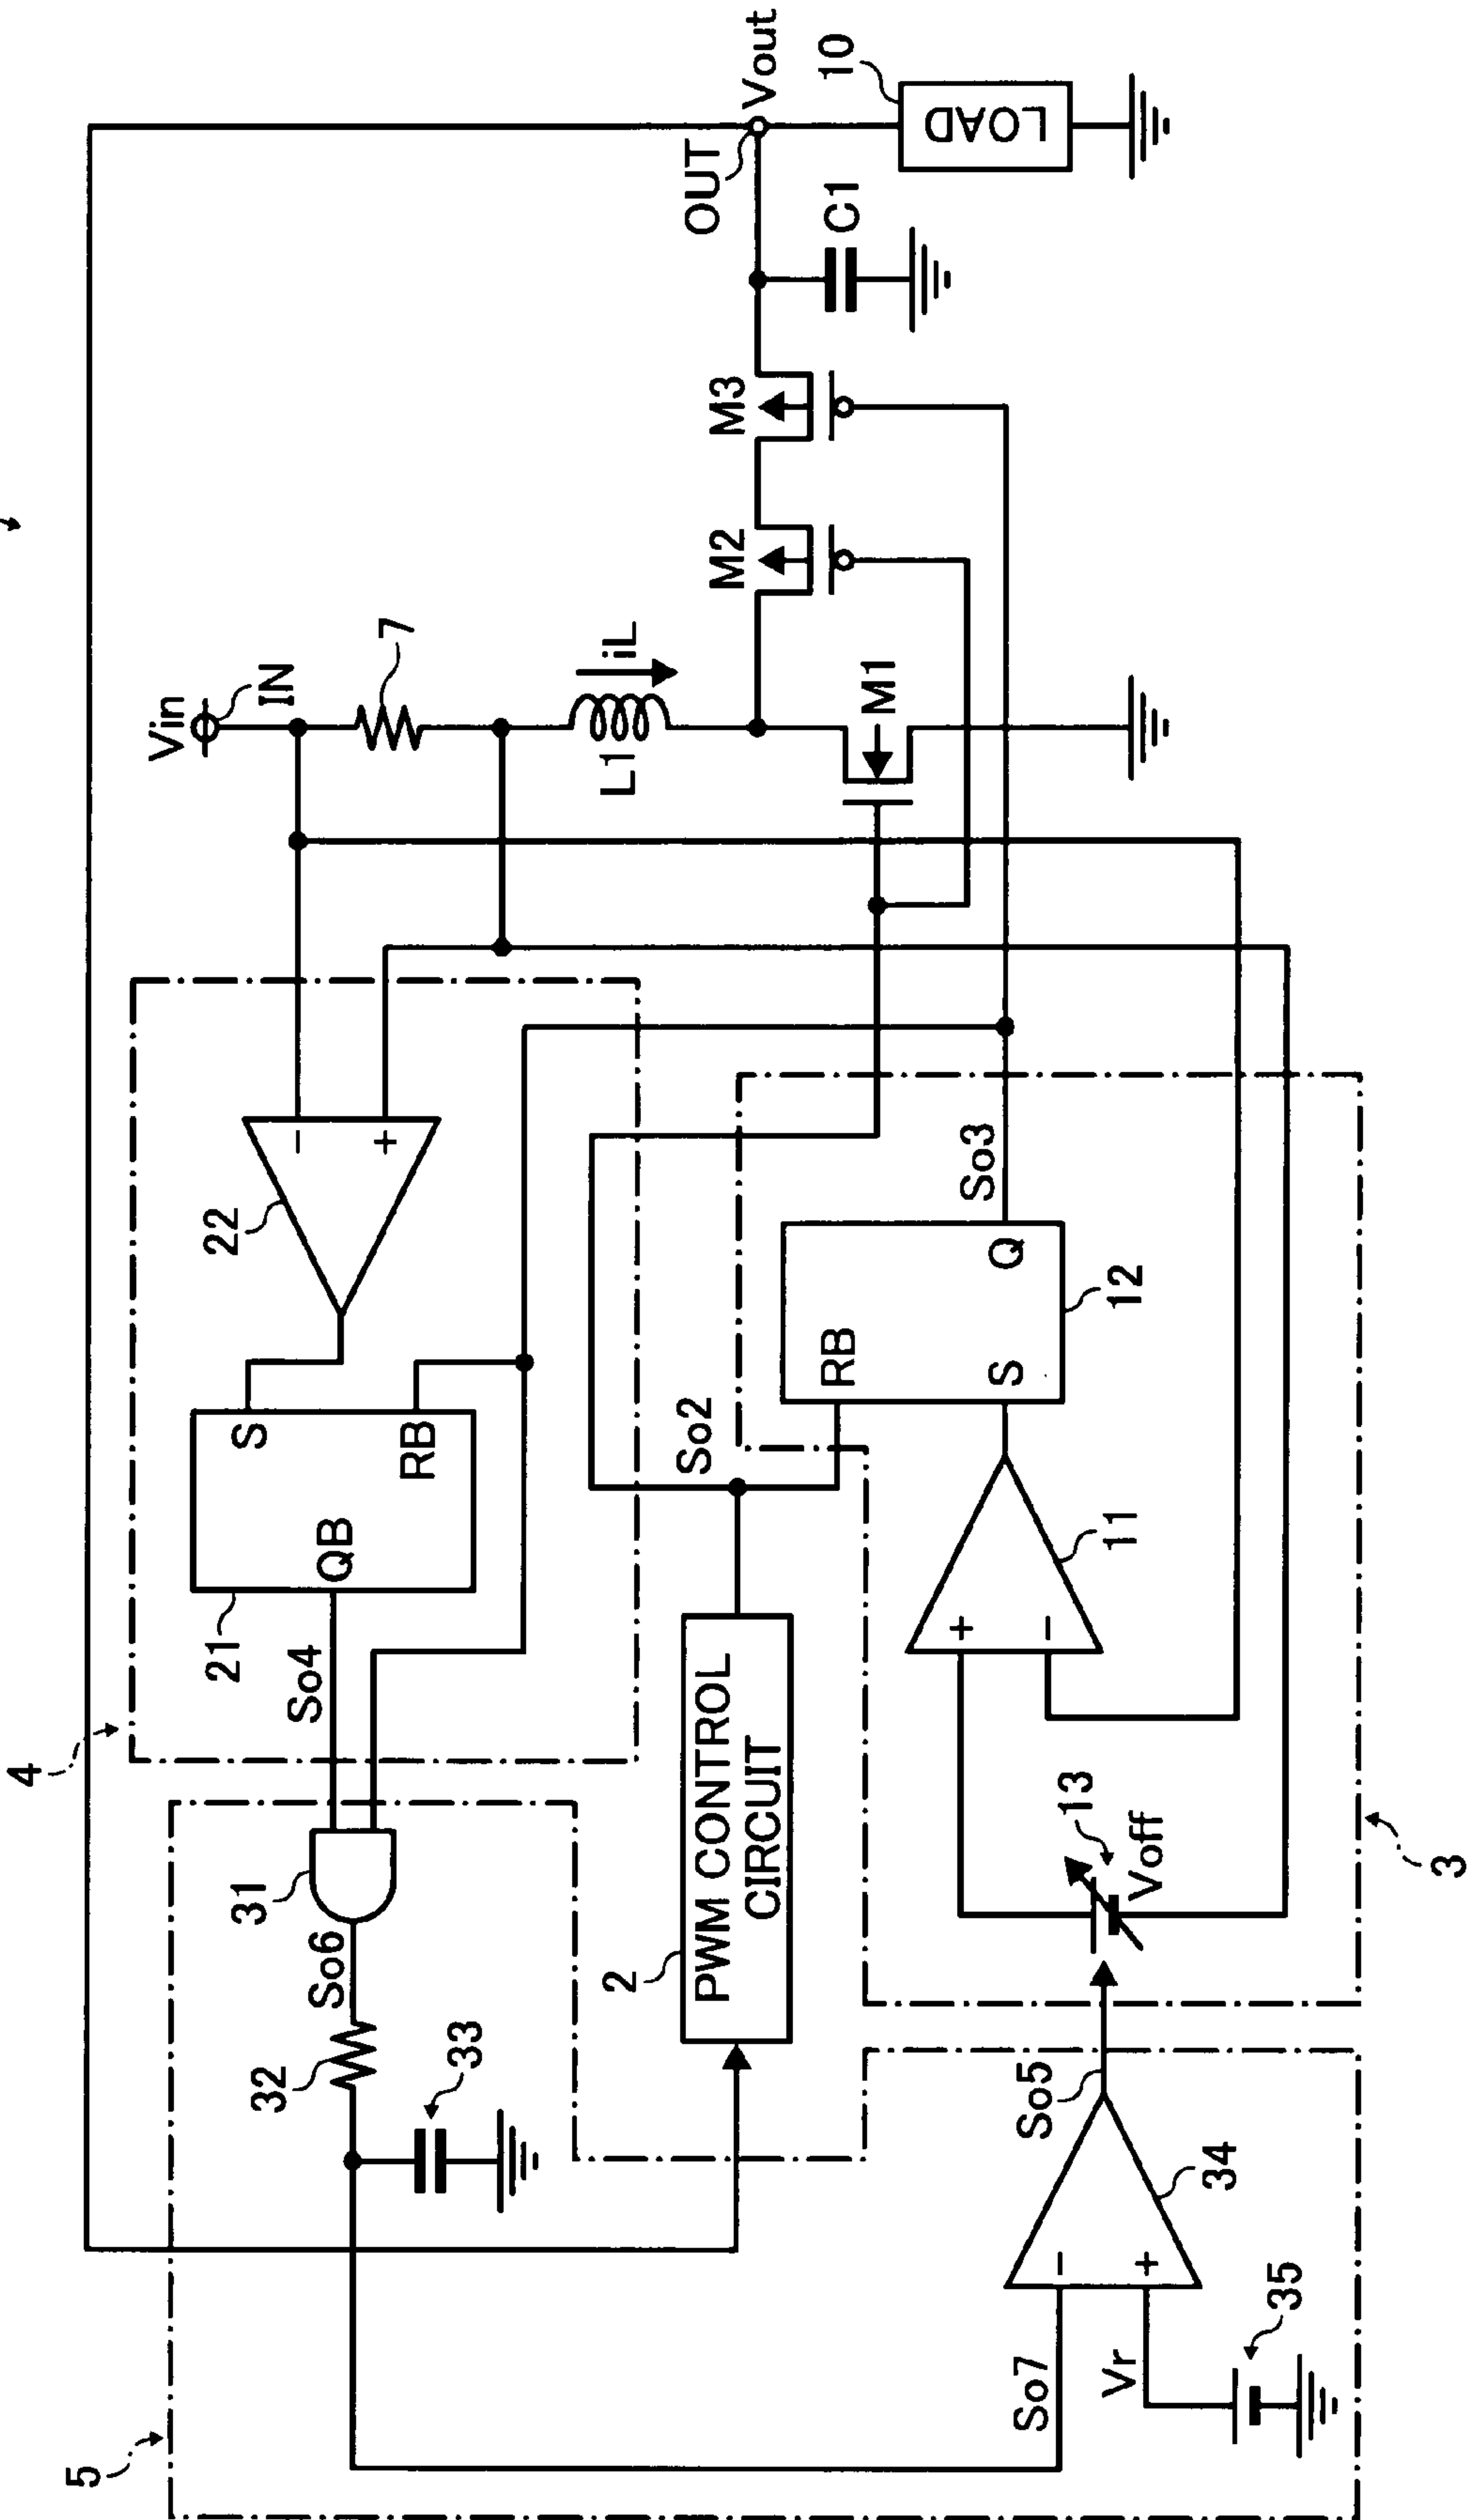 Vin
IN
7
iL
L1
M1
M2
M3
OUT
Vout
C1
10
LOAD
4
22
-
+
S
RB
QB
21
So4
31
So6
32
33
5
2
PWM CONTROL
CIRCUIT
So2
RB
S
Q
12
So3
11
+
-
13
Voff
3
So5
34
-
+
So7
Vr
35